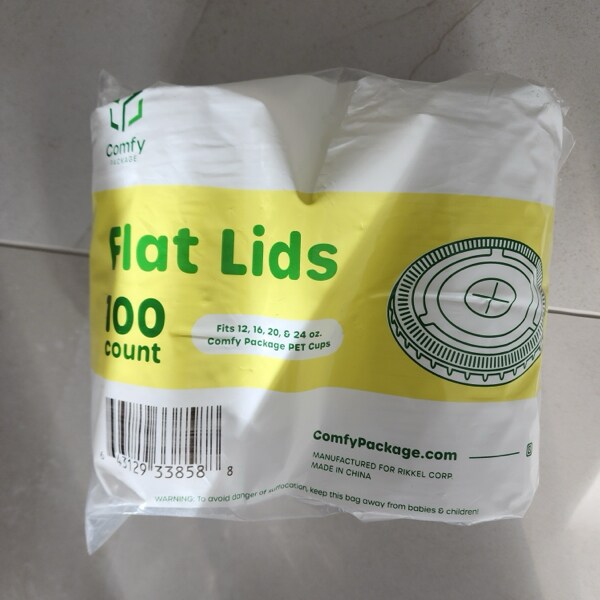 Comfy
PACKAGE
Flat Lids
100
count
Fits 12, 16, 20, & 24 oz.
Comfy Package PET Cups
43129 33858 8
ComfyPackage.com
MANUFACTURED FOR RIKKEL CORP.
MADE IN CHINA
WARNING: To avoid danger of suffocation, keep this bag away from babies & children!